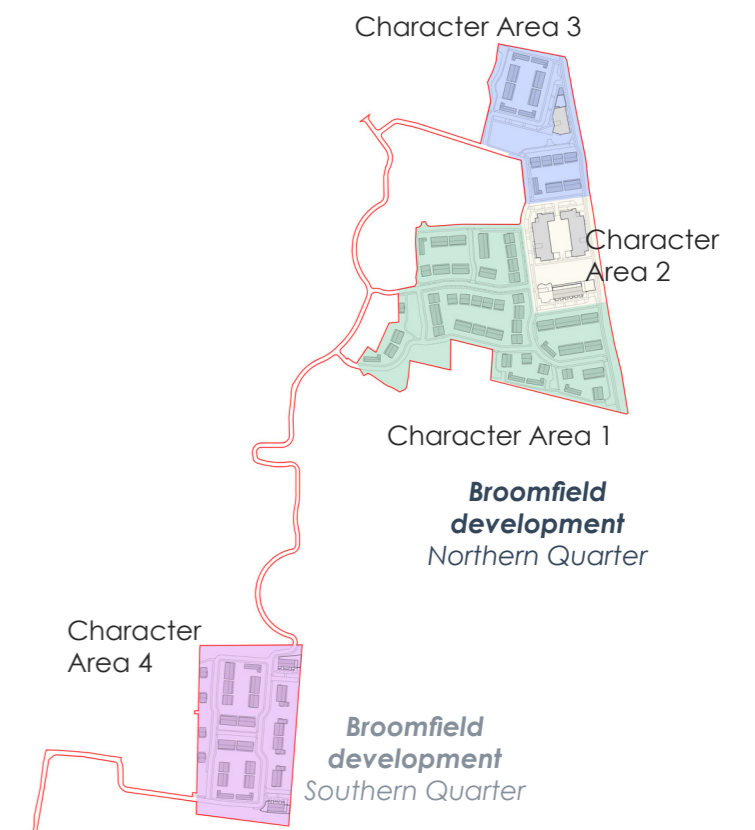 Character Area 3
Character
Area 2
Character Area 1
Broomfield
development
Northern Quarter
Character
Area 4
Broomfield
development
Southern Quarter